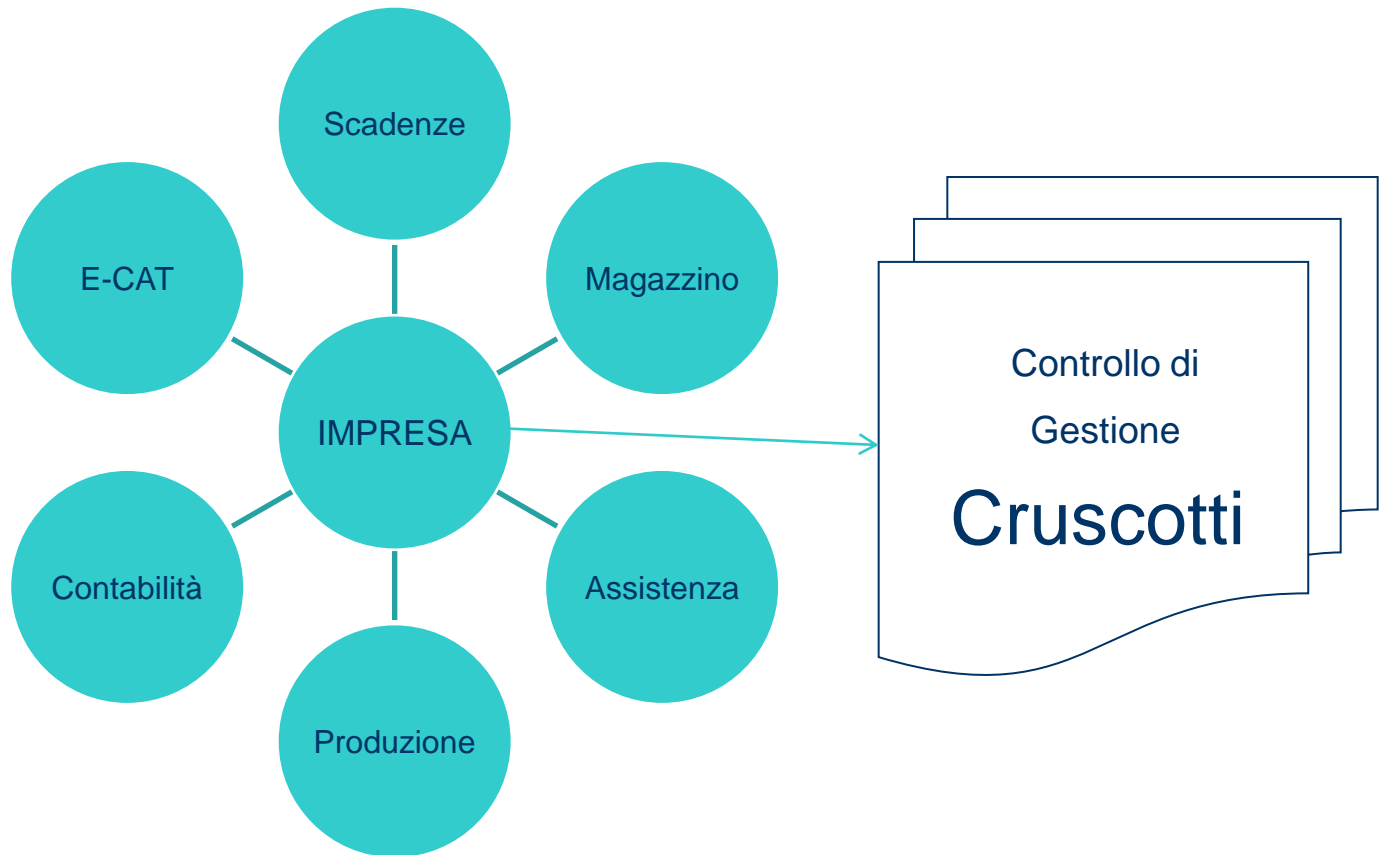 Scadenze
E-CAT
Magazzino
IMPRESA
Contabilità
Assistenza
Produzione
Controllo di
Gestione
Cruscotti